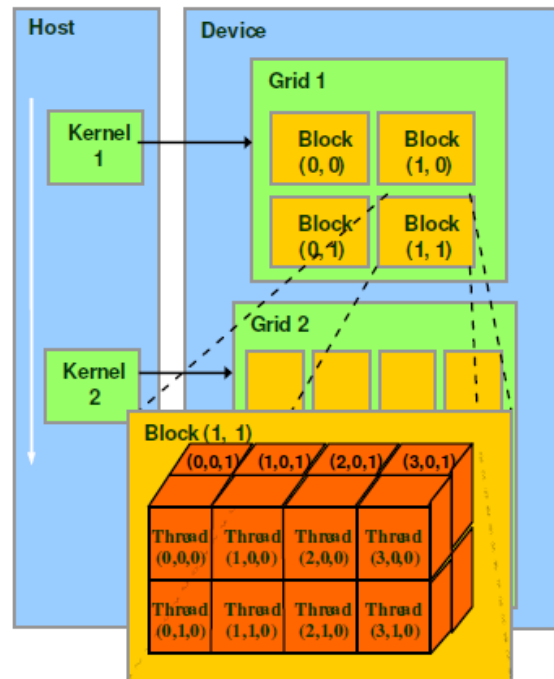 Host
Device
Grid 1
Kernel
1
Block
(0, 0)
Block
(1, 0)
Block
(0, 1)
Block
(1, 1)
Grid 2
Kernel
2
Block (1, 1)
(0,0,1)
(1,0,1)
(2,0,1)
(3,0,1)
Thread
(0,0,0)
Thread
(1,0,0)
Thread
(2,0,0)
Thread
(3,0,0)
Thread
(0,1,0)
Thread
(1,1,0)
Thread
(2,1,0)
Thread
(3,1,0)